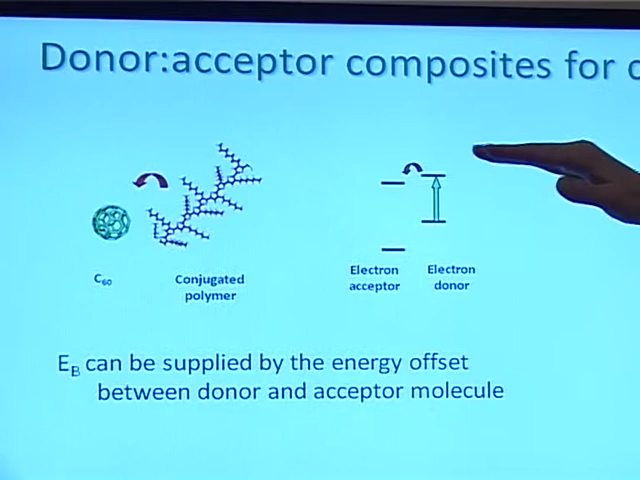 Donor:acceptor composites for
C60
Conjugated
polymer
Electron
acceptor
Electron
donor
EB can be supplied by the energy offset
between donor and acceptor molecule